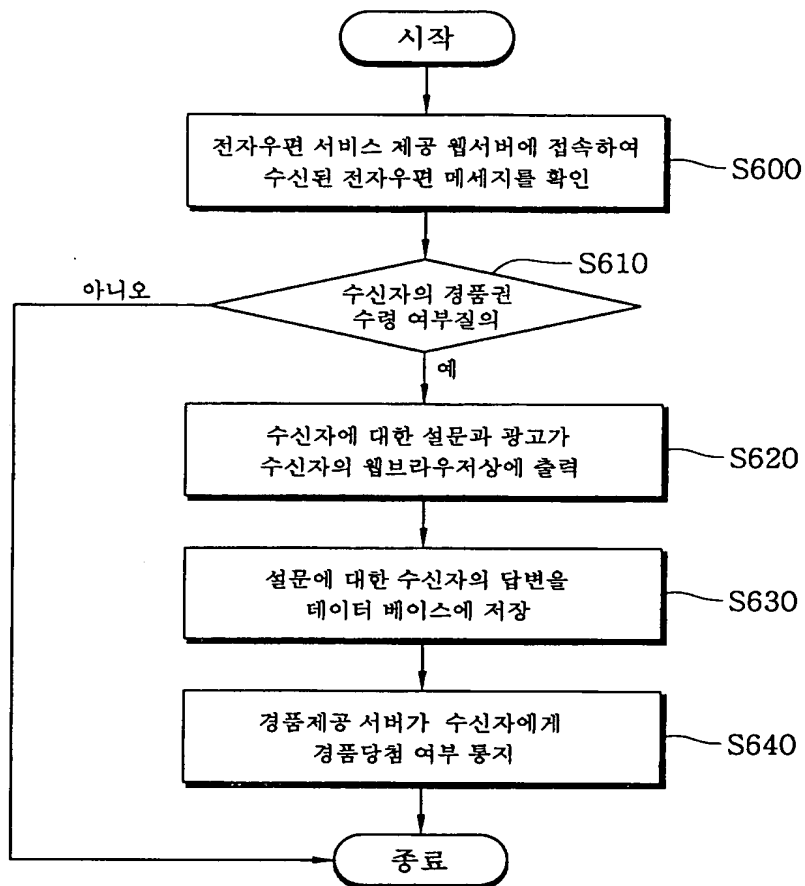 시작
전자우편 서비스 제공 웹서버에 접속하여
수신된 전자우편 메세지를 확인
S600
S610
아니오
수신자의 경품권
수령 여부질의
예
수신자에 대한 설문과 광고가
수신자의 웹브라우저상에 출력
S620
설문에 대한 수신자의 답변을
데이터 베이스에 저장
S630
경품제공 서버가 수신자에게
경품당첨 여부 통지
S640
종료